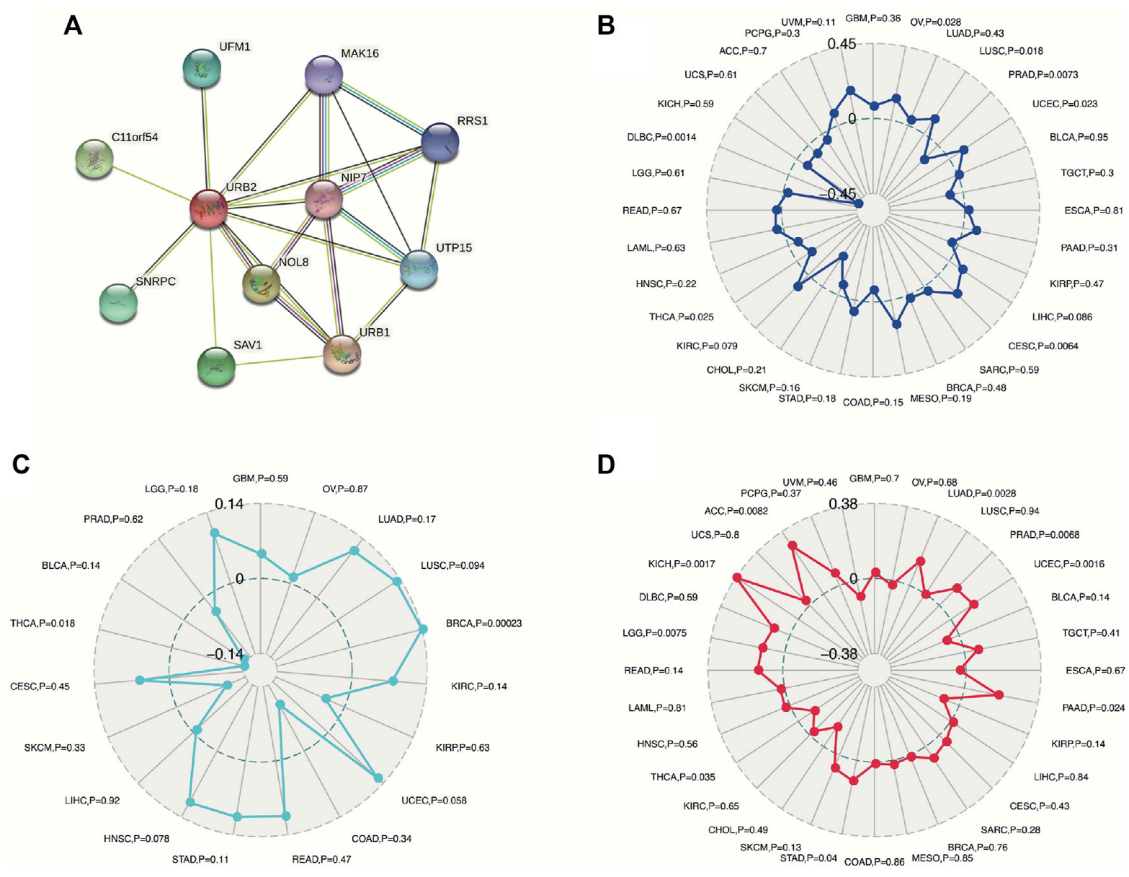 A
UFM1
MAK16
C11orf54
RRS1
URB2
NIP7
UTP15
SNRPC
NOL8
SAV1
URB1
B
UVM,P=0.11
GBM,P=0.36
OV,P=0.028
PCPG,P=0.3
LUAD,P=0.43
ACC,P=0.7
0.45
LUSC,P=0.018
UCS,P=0.61
PRAD,P=0.0073
KICH,P=0.59
0
UCEC,P=0.023
DLBC,P=0.0014
BLCA,P=0.95
LGG,P=0.61
TGCT,P=0.3
−0.45
READ,P=0.67
ESCA,P=0.81
LAML,P=0.63
PAAD,P=0.31
HNSC,P=0.22
KIRP,P=0.47
THCA,P=0.025
LIHC,P=0.086
KIRC,P=0.079
CESC,P=0.0064
CHOL,P=0.21
SARC,P=0.59
SKCM,P=0.16
BRCA,P=0.48
STAD,P=0.18
COAD,P=0.15
MESO,P=0.19
C
LGG,P=0.18
GBM,P=0.59
OV,P=0.87
0.14
PRAD,P=0.62
LUAD,P=0.17
BLCA,P=0.14
0
LUSC,P=0.094
THCA,P=0.018
BRCA,P=0.00023
−0.14
CESC,P=0.45
KIRC,P=0.14
SKCM,P=0.33
KIRP,P=0.63
LIHC,P=0.92
UCEC,P=0.058
HNSC,P=0.078
COAD,P=0.34
STAD,P=0.11
READ,P=0.47
D
UVM,P=0.46
GBM,P=0.7
OV,P=0.68
PCPG,P=0.37
LUAD,P=0.0028
ACC,P=0.0082
0.38
LUSC,P=0.94
UCS,P=0.8
PRAD,P=0.0068
KICH,P=0.0017
0
UCEC,P=0.0016
DLBC,P=0.59
BLCA,P=0.14
LGG,P=0.0075
TGCT,P=0.41
−0.38
READ,P=0.14
ESCA,P=0.67
LAML,P=0.81
PAAD,P=0.024
HNSC,P=0.56
KIRP,P=0.14
THCA,P=0.035
LIHC,P=0.84
KIRC,P=0.65
CESC,P=0.43
CHOL,P=0.49
SARC,P=0.28
SKCM,P=0.13
BRCA,P=0.76
STAD,P=0.04
COAD,P=0.86
MESO,P=0.85